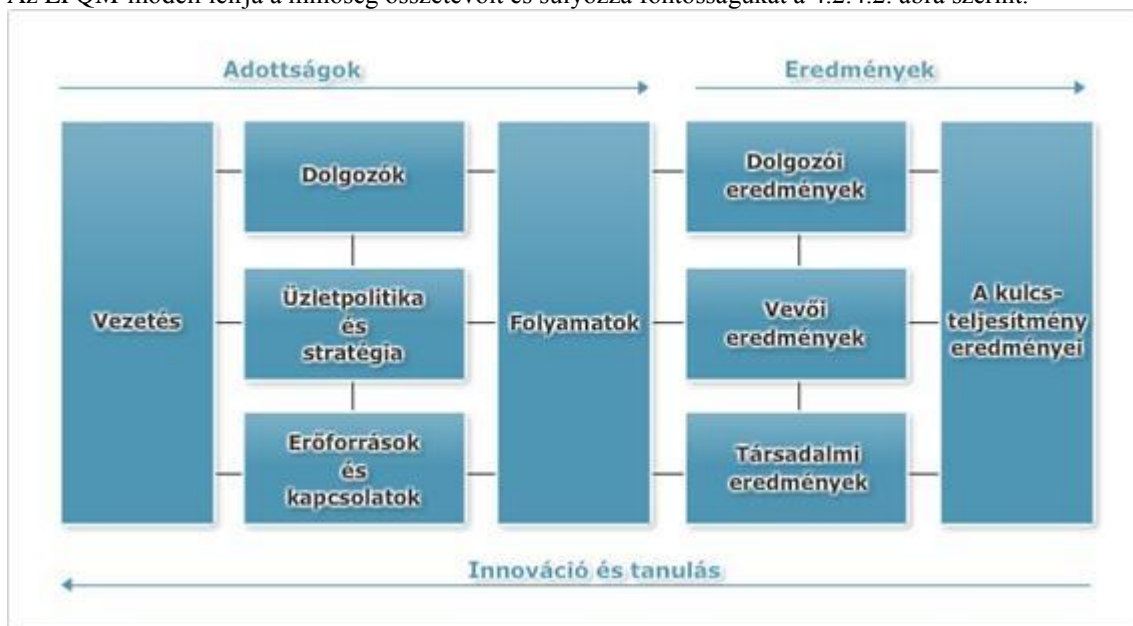 Az EFQM-modell leírja a minőség összetevőit és súlyozza fontosságukat a 4.2.4.2. ábra szerint.
Adottságok
Eredmények
Vezetés
Dolgozók
Üzletpolitika
és
stratégia
Erőforrások
és
kapcsolatok
Folyamatok
Dolgozói
eredmények
Vevői
eredmények
Társadalmi
eredmények
A kulcs-
teljesítmény
eredményei
Innováció és tanulás